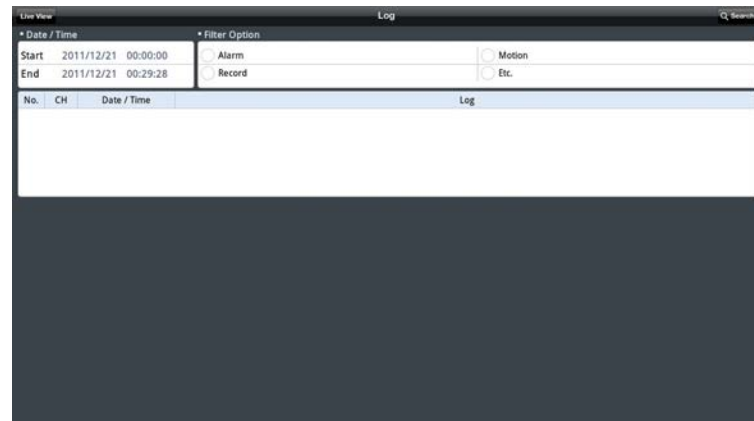 Live View Log Search
• Date / Time • Filter Option
Start 2011/12/21 00:00:00 Alarm Motion
End 2011/12/21 00:29:28 Record Etc.
No. CH Date / Time Log